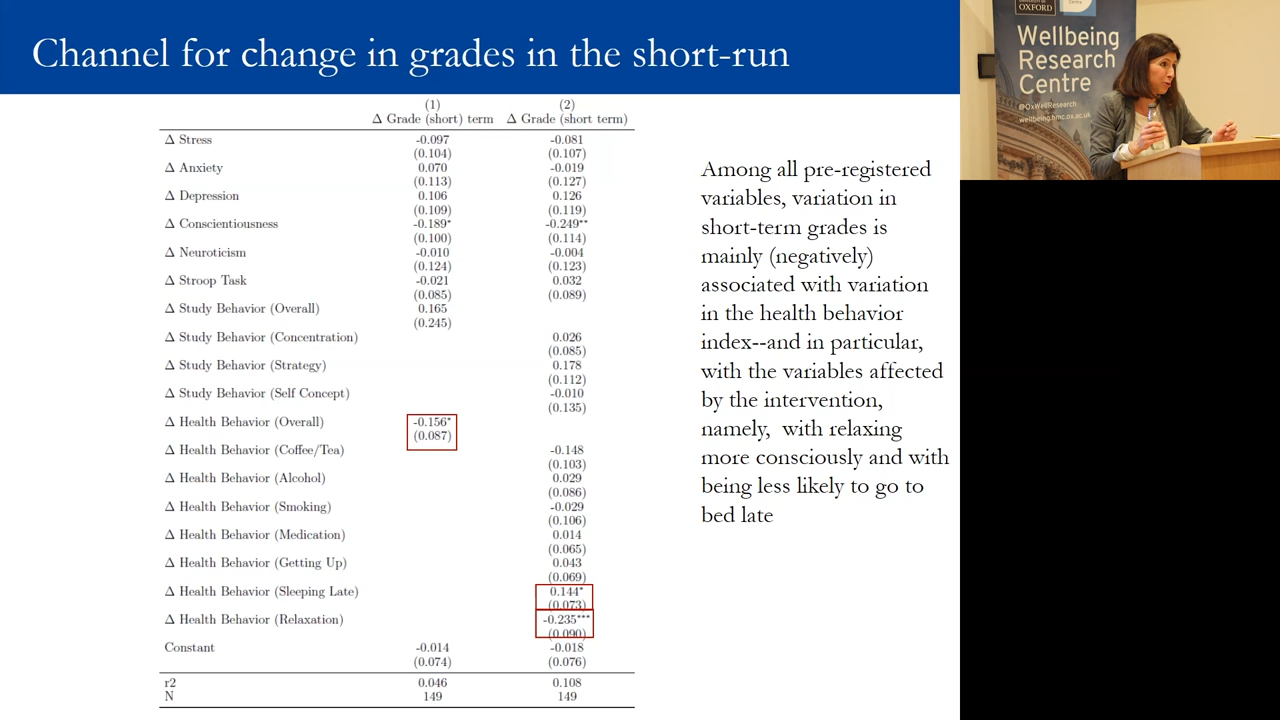 Channel for change in grades in the short-run
(1) (2)
Δ Grade (short) term Δ Grade (short term)
Δ Stress -0.097 -0.081
(0.104) (0.107)
Δ Anxiety 0.070 -0.019
(0.113) (0.127)
Δ Depression 0.106 0.126
(0.109) (0.119)
Δ Conscientiousness -0.189* -0.249**
(0.100) (0.114)
Δ Neuroticism -0.010 -0.004
(0.124) (0.123)
Δ Stroop Task -0.021 0.032
(0.085) (0.089)
Δ Study Behavior (Overall) 0.165
(0.245)
Δ Study Behavior (Concentration) 0.026
(0.085)
Δ Study Behavior (Strategy) 0.178
(0.112)
Δ Study Behavior (Self Concept) -0.010
(0.135)
Δ Health Behavior (Overall) -0.156*
(0.087)
Δ Health Behavior (Coffee/Tea) -0.148
(0.103)
Δ Health Behavior (Alcohol) 0.029
(0.086)
Δ Health Behavior (Smoking) -0.029
(0.106)
Δ Health Behavior (Medication) 0.014
(0.065)
Δ Health Behavior (Getting Up) 0.043
(0.069)
Δ Health Behavior (Sleeping Late) 0.144*
(0.073)
Δ Health Behavior (Relaxation) -0.235***
(0.090)
Constant -0.014 -0.018
(0.074) (0.076)
r2 0.046 0.108
N 149 149
Among all pre-registered
variables, variation in
short-term grades is
mainly (negatively)
associated with variation
in the health behavior
index--and in particular,
with the variables affected
by the intervention,
namely, with relaxing
more consciously and with
being less likely to go to
bed late
OXFORD
Wellbeing
Research
Centre
@OxWellResearch
wellbeing.hmc.ox.ac.uk